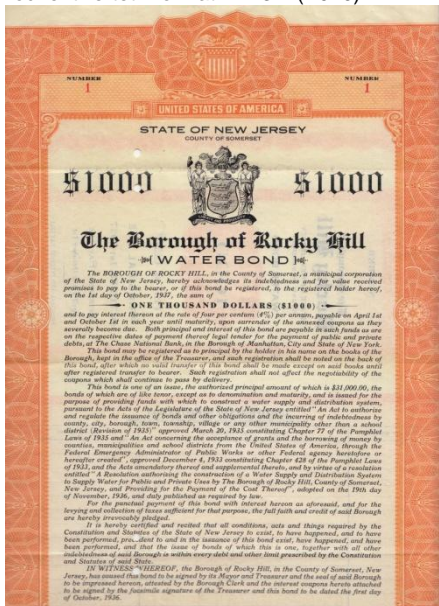 NUMBER NUMBER
1 1
UNITED STATES OF AMERICA
STATE OF NEW JERSEY
COUNTY OF SOMERSET
$1000 $1000
The Borough of Rocky Hill
WATER BOND
The BOROUGH OF ROCKY HILL, in the County of Somerset, a municipal corporation
of the State of New Jersey, hereby acknowledges its indebtedness and for value received
promises to pay to the bearer, or if this bond be registered, to the registered holder hereof,
on the 1st day of October, 1937, the sum of
ONE THOUSAND DOLLARS ($1000)
and to pay interest thereon at the rate of four per centum (4%) per annum, payable on April 1st
and October 1st in each year until maturity, upon surrender of the annexed coupons as they
severally become due. Both principal and interest of this bond are payable in such funds as are
on the respective dates of payment thereof legal tender for the payment of public and private
debts, at The Chase National Bank, in the Borough of Manhattan, City and State of New York.
This bond may be registered as to principal by the holder in his name on the books of the
Borough, kept in the office of the Treasurer, and such registration shall be noted on the back of
this bond, after which no valid transfer of this bond shall be made except on said books until
after registered transfer to bearer. Such registration shall not affect the negotiability of the
coupons which shall continue to pass by delivery.
This bond is one of an issue, the authorized principal amount of which is $31,000.00, the
bonds of which are of like tenor, except as to denomination and maturity, and is issued for the
purpose of providing funds with which to construct a water supply and distribution system,
pursuant to the Acts of the Legislature of the State of New Jersey entitled "An Act to authorize
and regulate the issuance of bonds and other obligations and the incurring of indebtedness by
county, city, borough, town, township, village or any other municipality other than a school
district (Revision of 1935)" approved March 20, 1935 constituting Chapter 77 of the Pamphlet
Laws of 1935 and "An Act concerning the acceptance of grants and the borrowing of money by
counties, municipalities and school districts from the United States of America, through the
Federal Emergency Administrator of Public Works or other Federal agency heretofore or
hereafter created", approved December 4, 1933 constituting Chapter 428 of the Pamphlet Laws
of 1933, and the Acts amendatory thereof and supplemental thereto, and by virtue of a resolution
entitled "A Resolution authorizing the construction of a Water Supply and Distribution System
to Supply Water for Public and Private Uses by The Borough of Rocky Hill, County of Somerset,
New Jersey, and Providing for the Payment of the Cost Thereof", adopted on the 19th day
of November, 1936, and duly published as required by law.
For the punctual payment of this bond with interest hereon as aforesaid, and for the
levying and collection of taxes sufficient for that purpose, the full faith and credit of said Borough
are hereby irrevocably pledged.
It is hereby certified and recited that all conditions, acts and things required by the
Constitution and Statutes of the State of New Jersey to exist, to have happened, and to have
been performed, precedent to and in the issuance of this bond exist, have happened, and have
been performed, and that the issue of bonds of which this is one, together with all other
indebtedness of said Borough is within every debt and other limit prescribed by the Constitution
and Statutes of said State.
IN WITNESS WHEREOF, the Borough of Rocky Hill, in the County of Somerset, New
Jersey, has caused this bond to be signed by its Mayor and Treasurer and the seal of said Borough
to be impressed hereon, attested by the Borough Clerk and the interest coupons hereto attached
to be signed by the facsimile signature of the Treasurer and this bond to be dated the first day
of October, 1936.